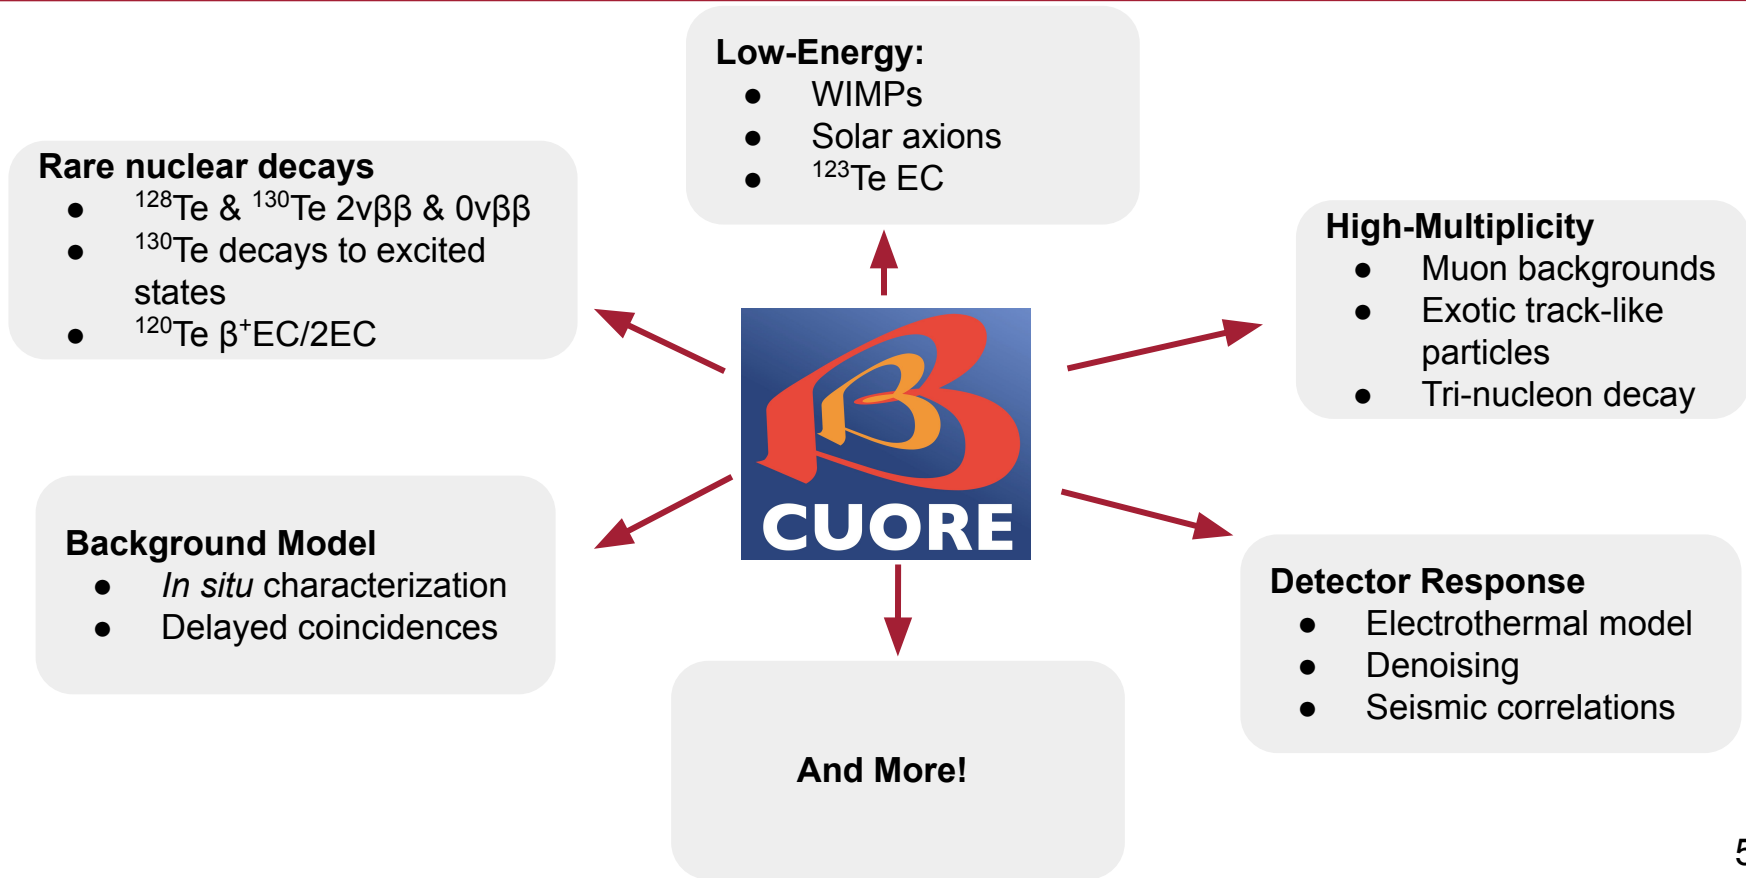 Low-Energy:
● WIMPs
● Solar axions
● ¹²³Te EC
Rare nuclear decays
● ¹²⁸Te & ¹³⁰Te 2νββ & 0νββ
● ¹³⁰Te decays to excited
states
● ¹²⁰Te β⁺EC/2EC
High-Multiplicity
● Muon backgrounds
● Exotic track-like
particles
● Tri-nucleon decay
CUORE
Background Model
● In situ characterization
● Delayed coincidences
Detector Response
● Electrothermal model
● Denoising
● Seismic correlations
And More!
5